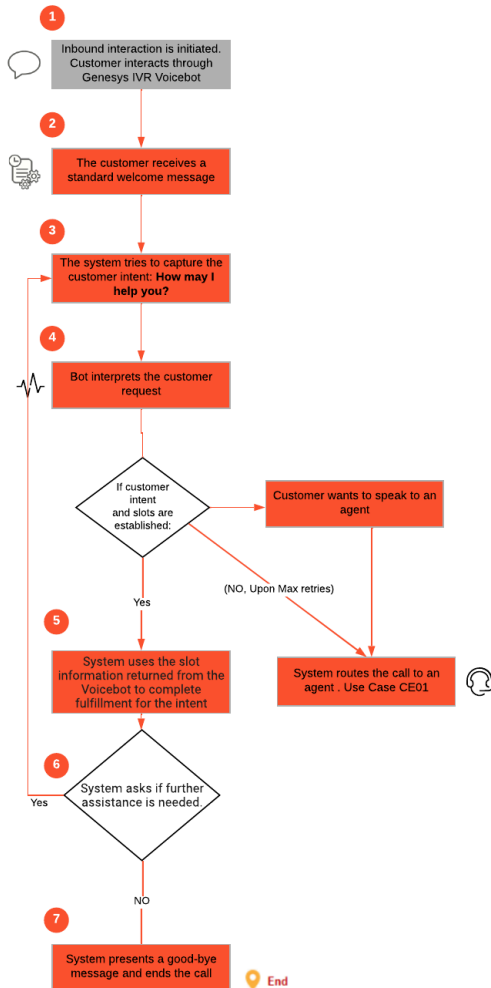 1
Inbound interaction is initiated.
Customer interacts through
Genesys IVR Voicebot
2
The customer receives a
standard welcome message
3
The system tries to capture the
customer intent: How may I
help you?
4
Bot interprets the customer
request
If customer
intent
and slots are
established:
Customer wants to speak to an
agent
(NO, Upon Max retries)
Yes
5
System uses the slot
information returned from the
Voicebot to complete
fulfillment for the intent
System routes the call to an
agent . Use Case CE01
6
System asks if further
assistance is needed.
Yes
NO
7
System presents a good-bye
message and ends the call
End